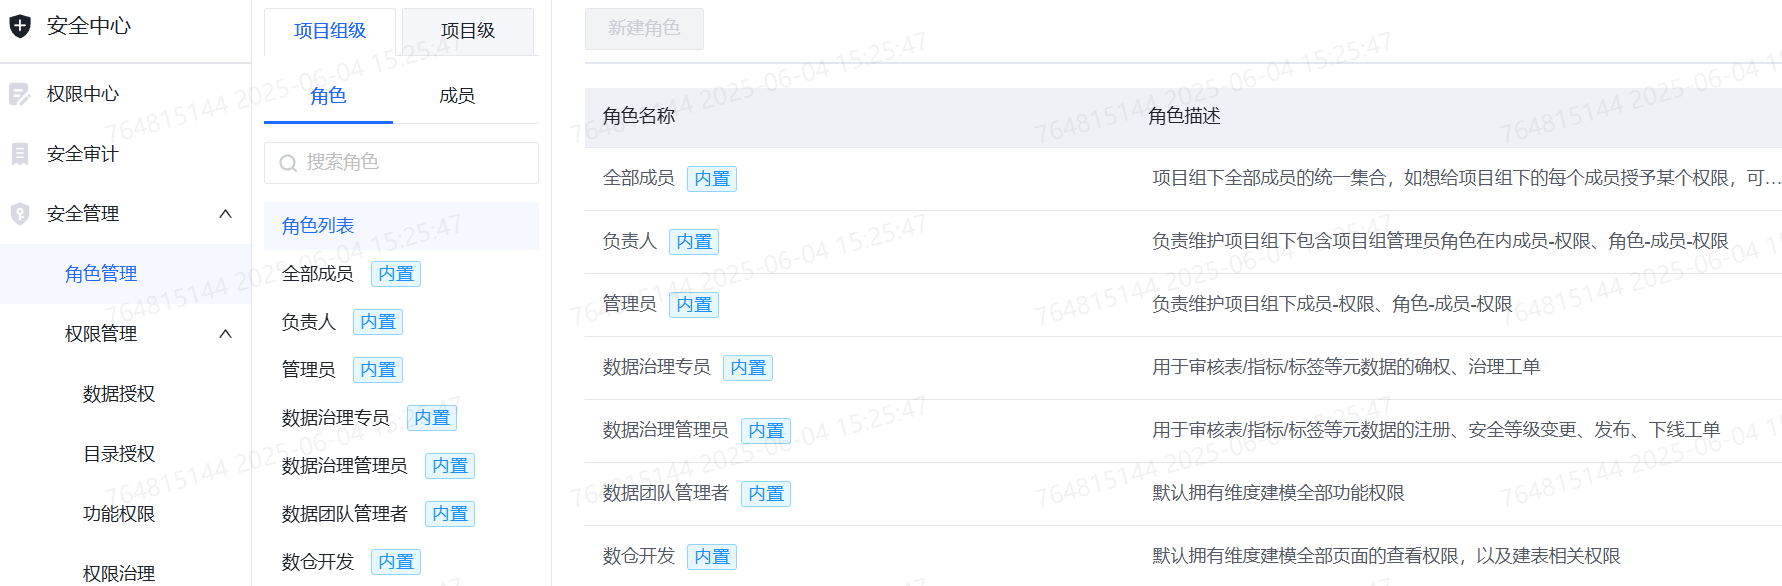 安全中心
权限中心
安全审计
安全管理
角色管理
权限管理
数据授权
目录授权
功能权限
权限治理
项目组级 项目级
角色 成员
搜索角色
角色列表
全部成员 内置
负责人 内置
管理员 内置
数据治理专员 内置
数据治理管理员 内置
数据团队管理者 内置
数仓开发 内置
新建角色
角色名称 角色描述
全部成员 内置 项目组下全部成员的统一集合，如想给项目组下的每个成员授予某个权限，可...
负责人 内置 负责维护项目组下包含项目组管理员角色在内成员-权限、角色-成员-权限
管理员 内置 负责维护项目组下成员-权限、角色-成员-权限
数据治理专员 内置 用于审核表/指标/标签等元数据的确权、治理工单
数据治理管理员 内置 用于审核表/指标/标签等元数据的注册、安全等级变更、发布、下线工单
数据团队管理者 内置 默认拥有维度建模全部功能权限
数仓开发 内置 默认拥有维度建模全部页面的查看权限，以及建表相关权限
764815144 2025-06-04 15:25:47